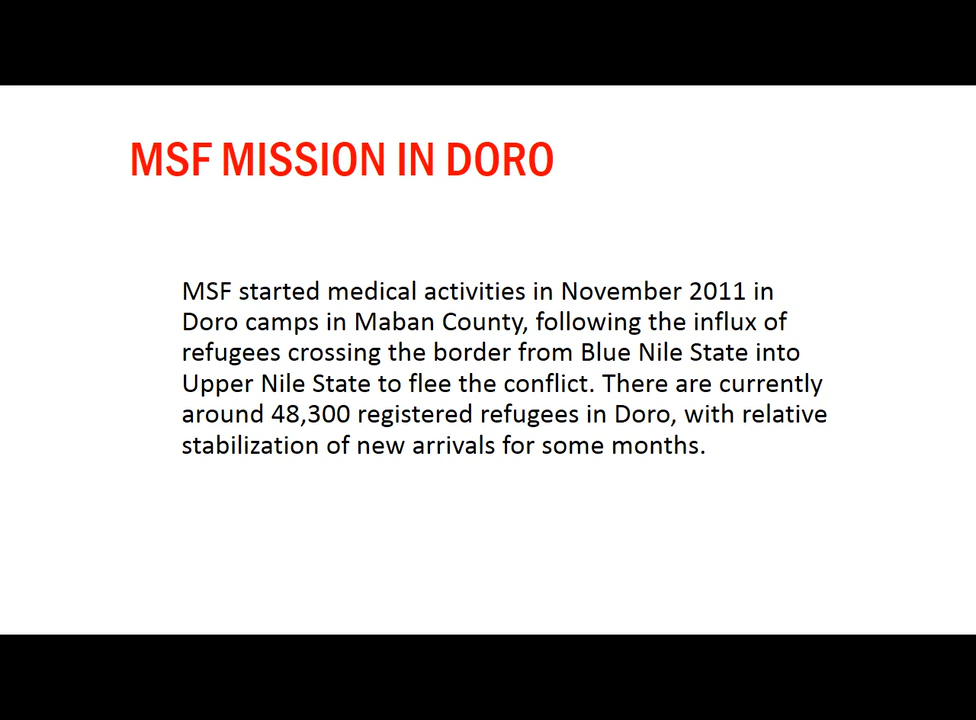 MSF MISSION IN DORO
MSF started medical activities in November 2011 in
Doro camps in Maban County, following the influx of
refugees crossing the border from Blue Nile State into
Upper Nile State to flee the conflict. There are currently
around 48,300 registered refugees in Doro, with relative
stabilization of new arrivals for some months.